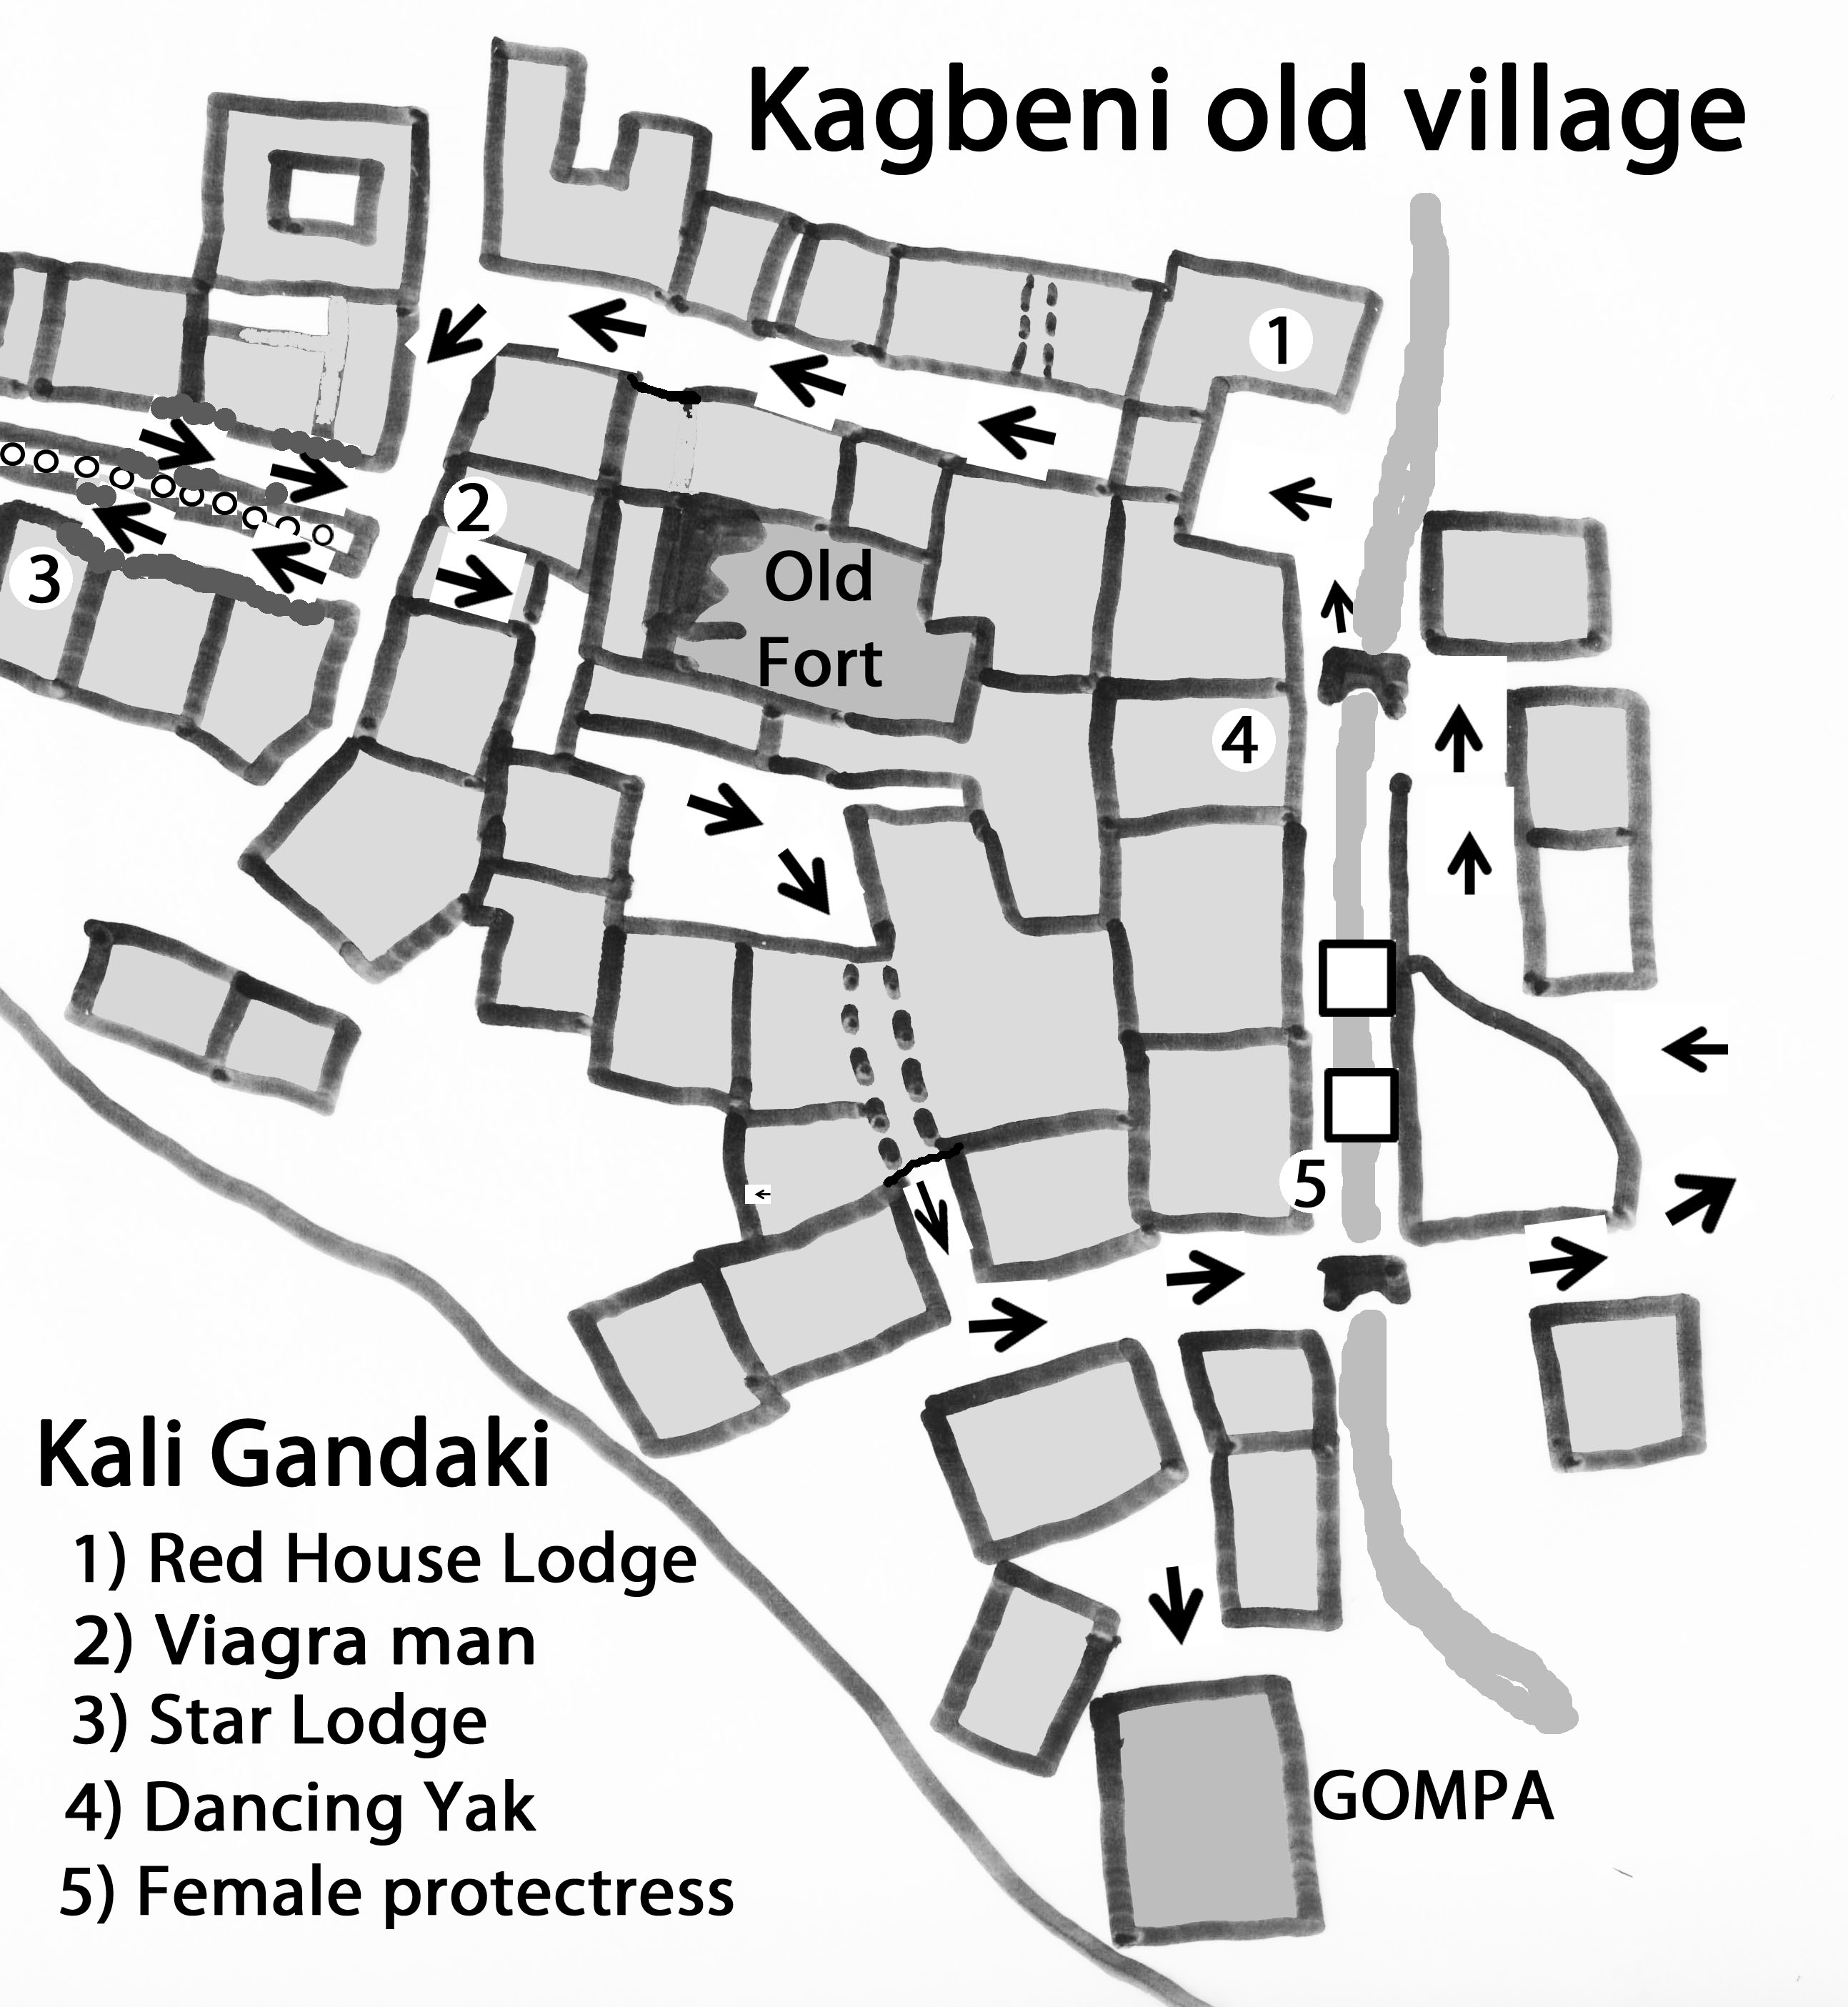 Kagbeni old village
1
2
3
Old
Fort
4
5
Kali Gandaki
1) Red House Lodge
2) Viagra man
3) Star Lodge
4) Dancing Yak
5) Female protectress
GOMPA